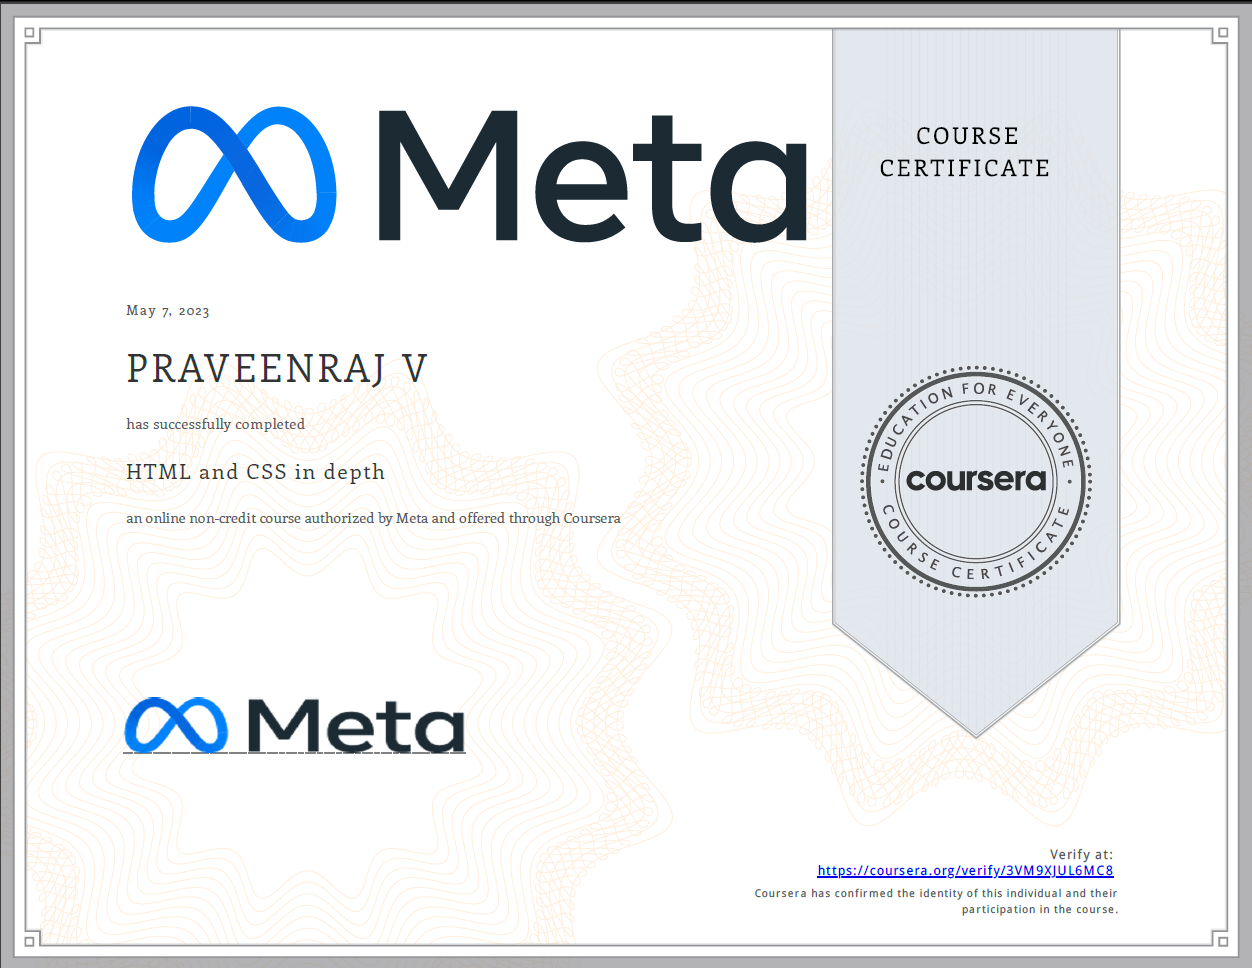 Meta
COURSE
CERTIFICATE
May 7, 2023
PRAVEENRAJ V
has successfully completed
HTML and CSS in depth
an online non-credit course authorized by Meta and offered through Coursera
EDUCATION FOR EVERYONE
coursera
COURSE CERTIFICATE
Meta
Verify at:
https://coursera.org/verify/3VM9XJUL6MC8
Coursera has confirmed the identity of this individual and their
participation in the course.